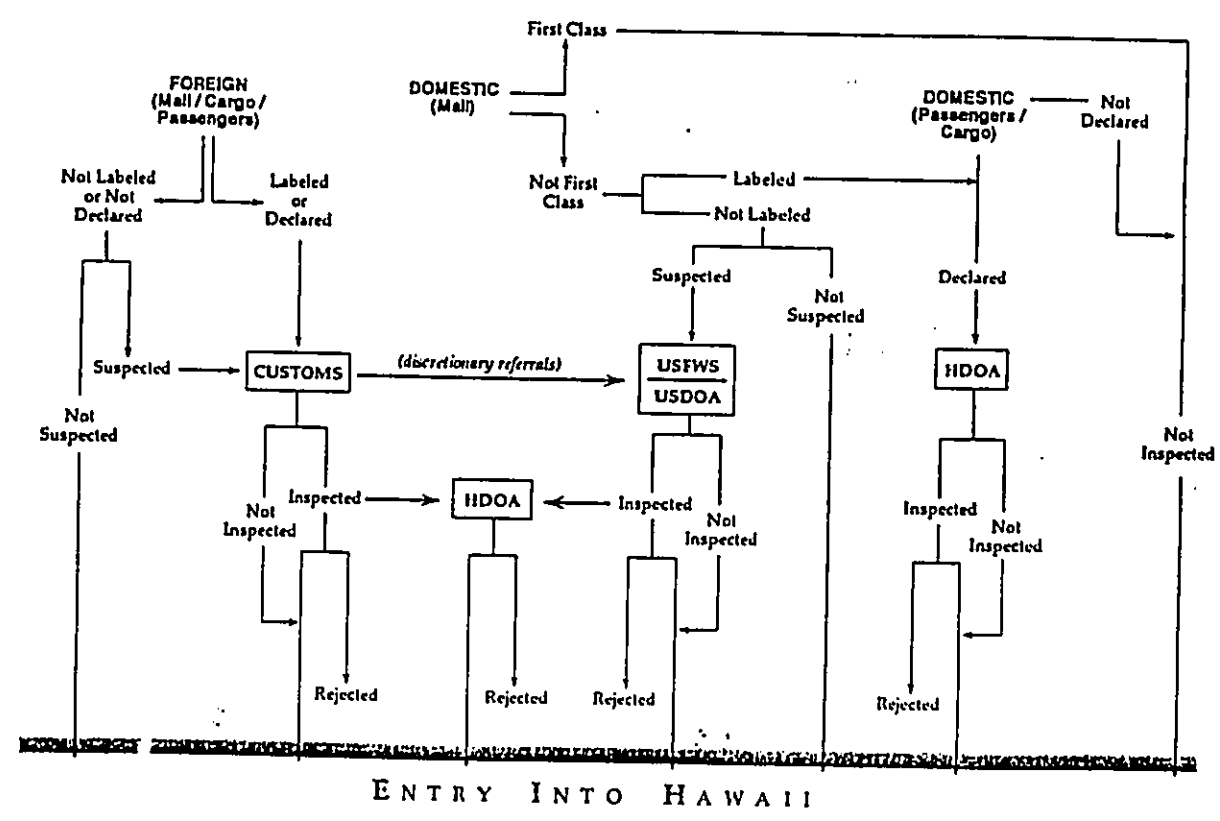 First Class
FOREIGN
(Mail / Cargo /
Passengers)
DOMESTIC
(Mail)
DOMESTIC
(Passengers /
Cargo)
Not
Declared
Not Labeled
or Not
Declared
Labeled
or
Declared
Not First
Class
Labeled
Not Labeled
Suspected
Not
Suspected
Declared
Suspected
CUSTOMS
(discretionary referrals)
USFWS
USDOA
HDOA
Not
Suspected
Not
Inspected
Inspected
HDOA
Inspected
Not
Inspected
Not
Inspected
Inspected
Not
Inspected
Rejected
Rejected
Rejected
Rejected
ENTRY INTO HAWAII